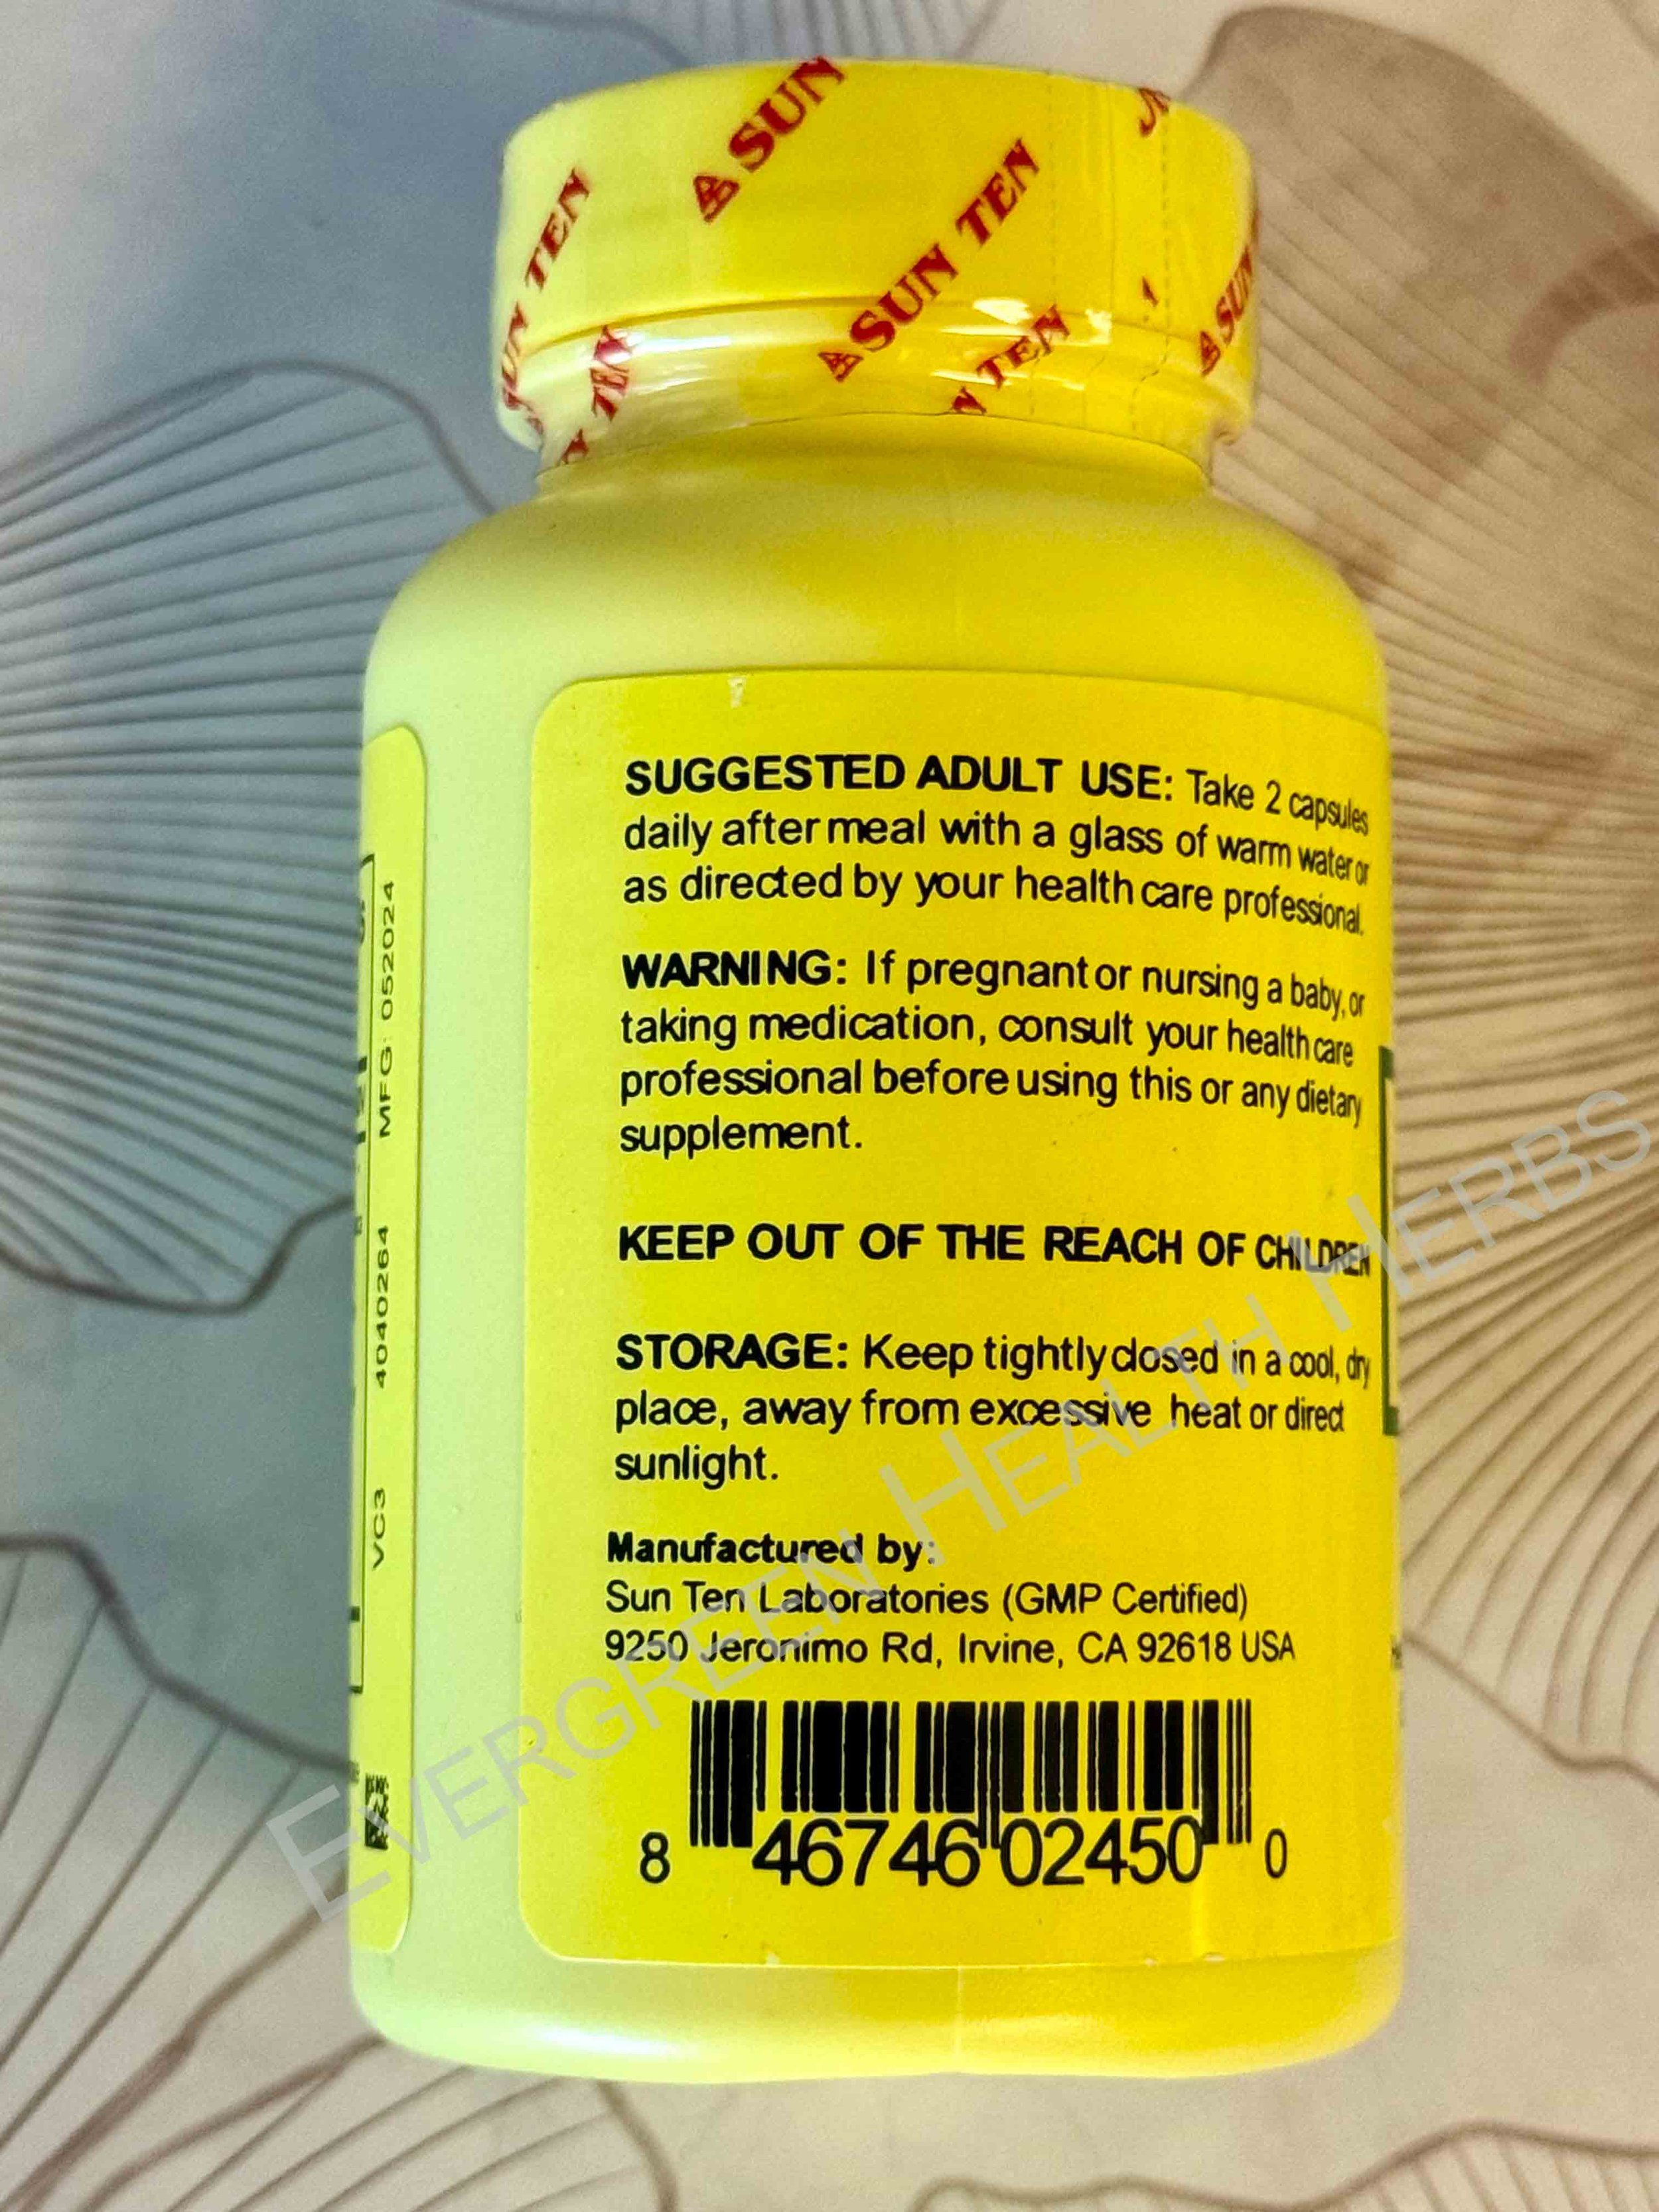 SUN TEN
SUN
SUN TEN
TEN
TEN
SUN
SUGGESTED ADULT USE: Take 2 capsules
daily after meal with a glass of warm water or
as directed by your health care professional.
WARNING: If pregnant or nursing a baby, or
taking medication, consult your health care
professional before using this or any dietary
supplement.
KEEP OUT OF THE REACH OF CHILDREN
STORAGE: Keep tightly closed in a cool, dry
place, away from excessive heat or direct
sunlight.
Manufactured by:
Sun Ten Laboratories (GMP Certified)
9250 Jeronimo Rd, Irvine, CA 92618 USA
8 46746 02450 0
VC3 4040264 MFG: 052024
EVERGREEN HEALTH HERBS